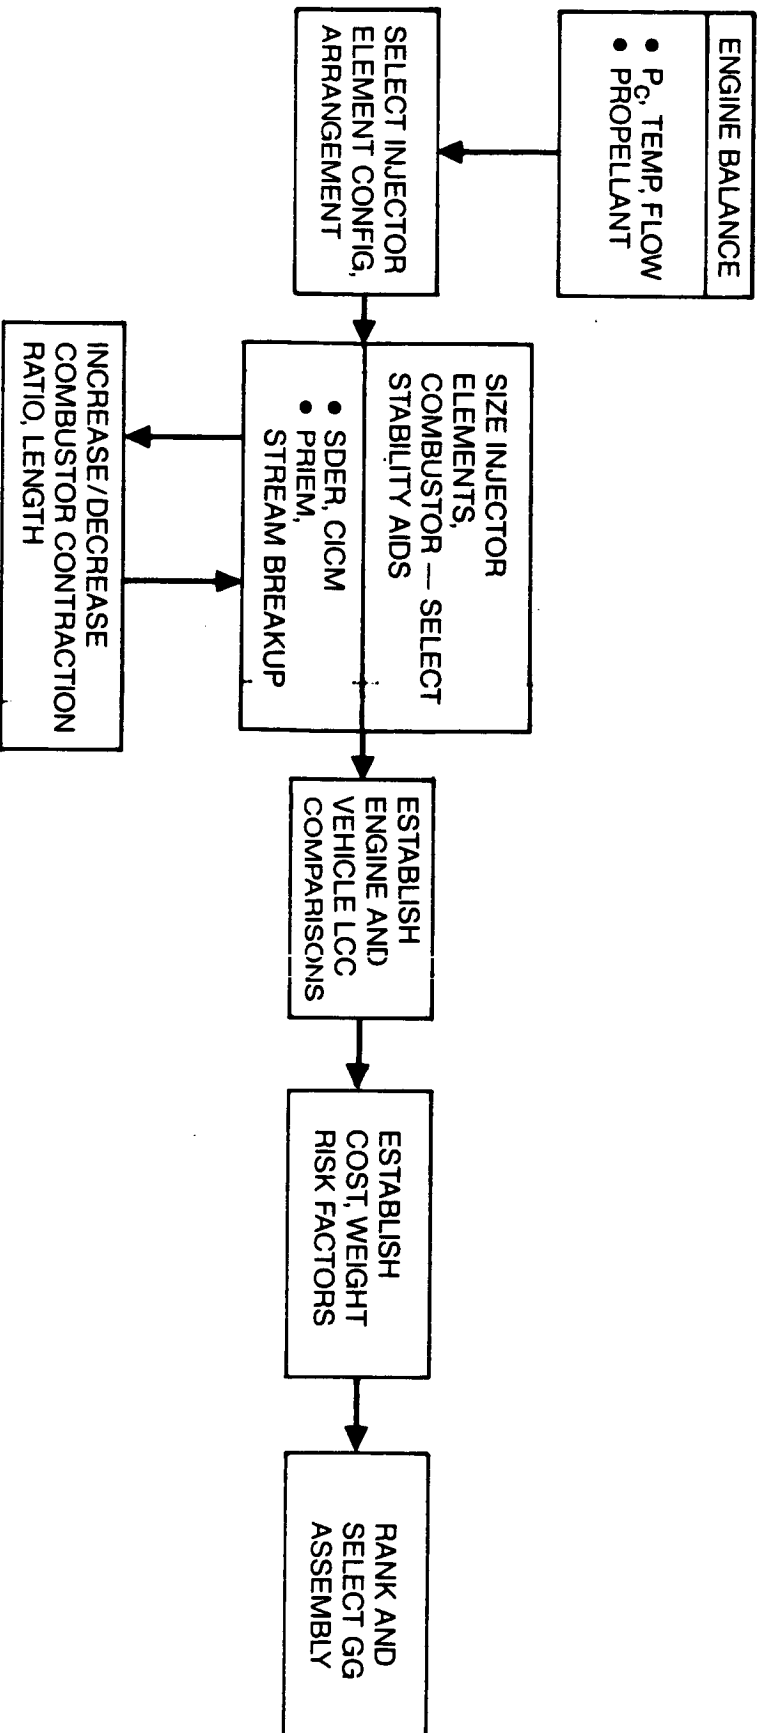 ENGINE BALANCE
• PC, TEMP, FLOW
• PROPELLANT
SELECT INJECTOR
ELEMENT CONFIG,
ARRANGEMENT
SIZE INJECTOR
ELEMENTS,
COMBUSTOR — SELECT
STABILITY AIDS
• SDER, CICM
• PRIEM,
STREAM BREAKUP
INCREASE/DECREASE
COMBUSTOR CONTRACTION
RATIO, LENGTH
ESTABLISH
ENGINE AND
VEHICLE LCC
COMPARISONS
ESTABLISH
COST, WEIGHT
RISK FACTORS
RANK AND
SELECT GG
ASSEMBLY